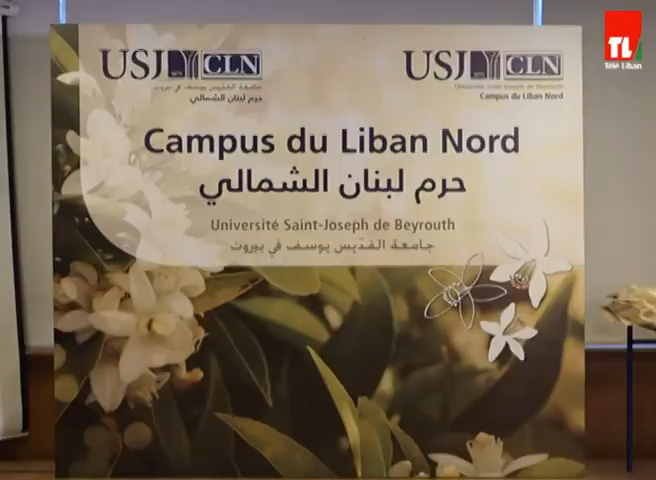 USJ CLN
جامعة القديس يوسف في بيروت
حرم لبنان الشمالي
USJ CLN
Université Saint-Joseph de Beyrouth
Campus du Liban Nord
TL
Télé Liban
Campus du Liban Nord
حرم لبنان الشمالي
Université Saint-Joseph de Beyrouth
جامعة القديس يوسف في بيروت